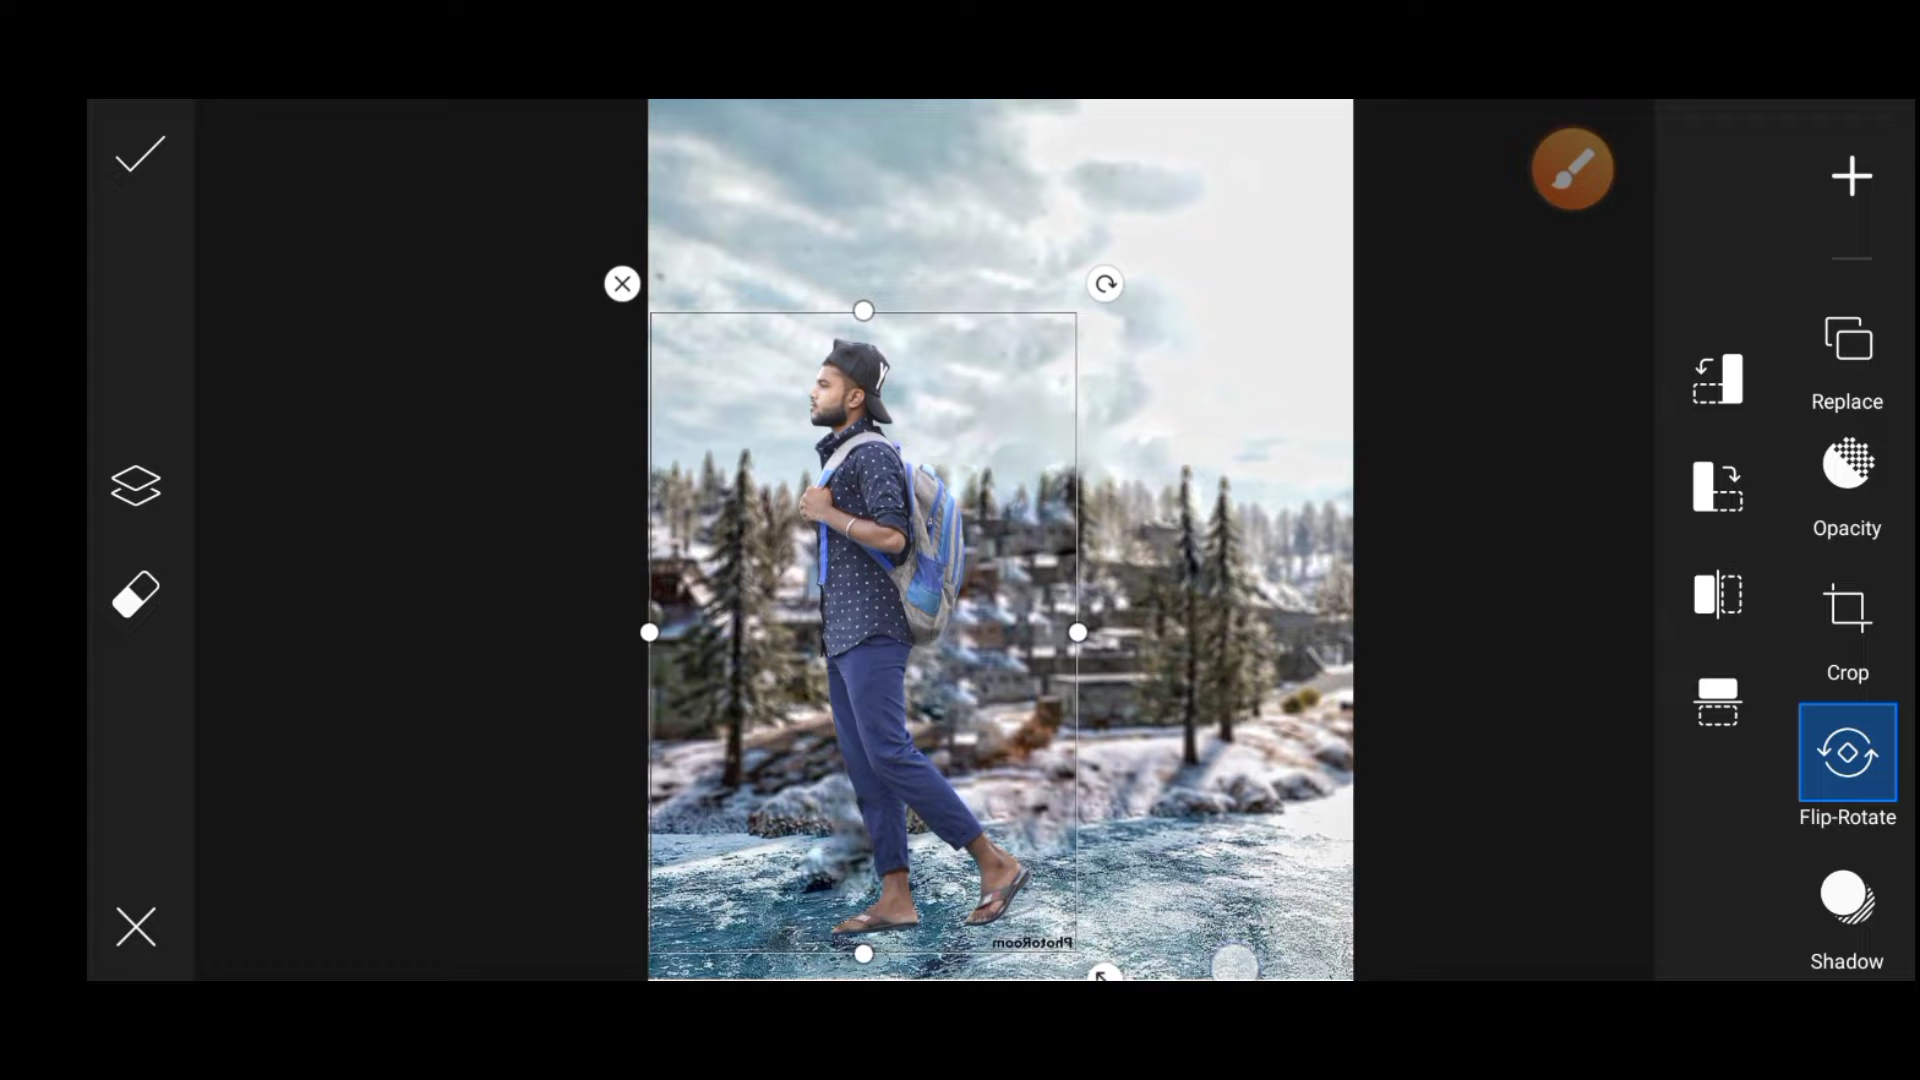 Replace
Opacity
Crop
Flip-Rotate
Shadow
PhotoRoom